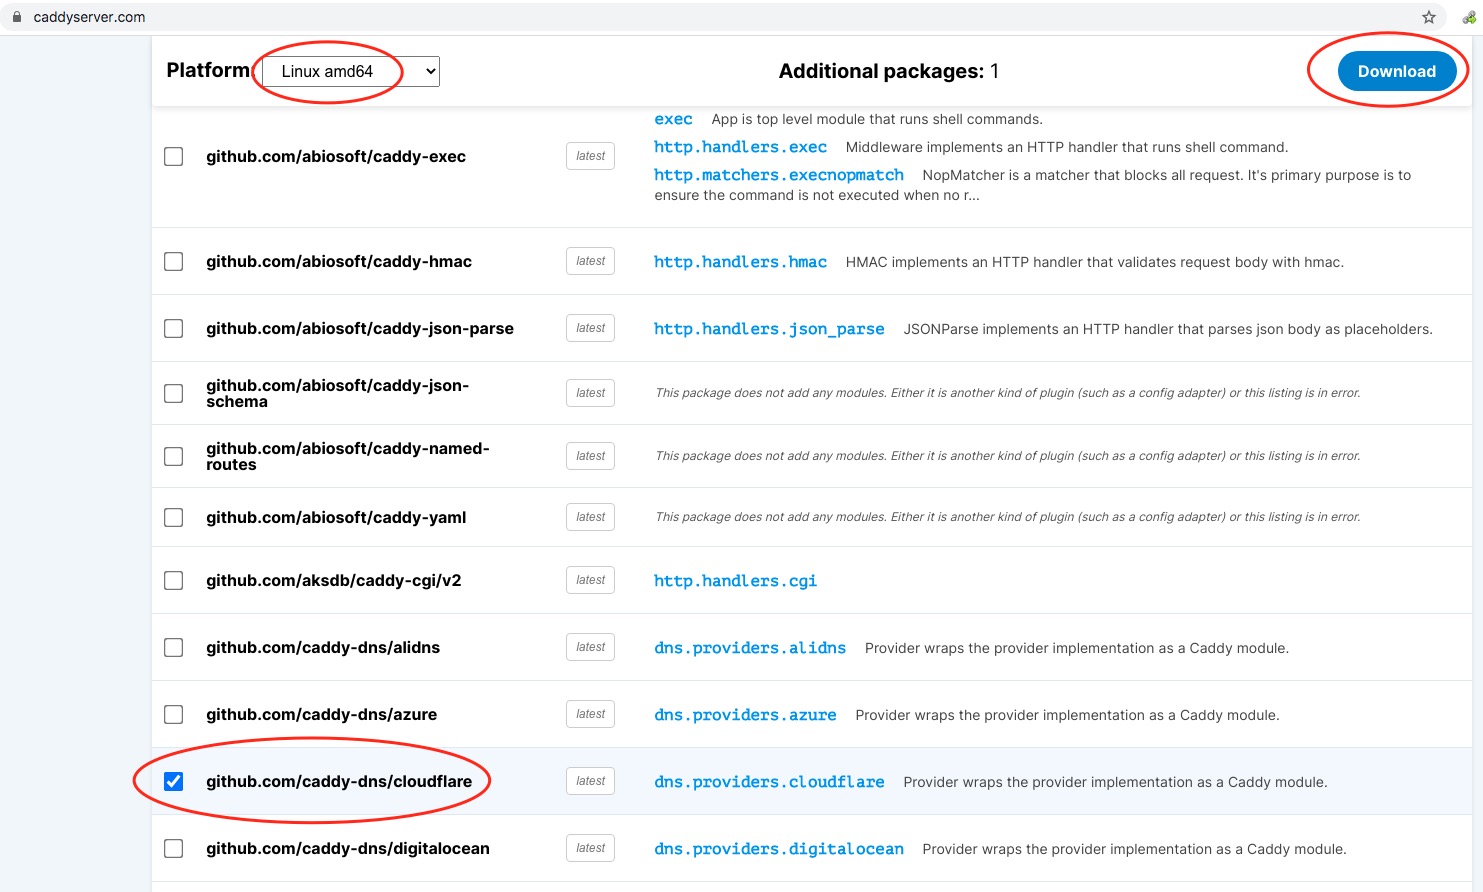 caddyserver.com
Platform: Linux amd64 Additional packages: 1 Download
exec App is top level module that runs shell commands.
github.com/abiosoft/caddy-exec latest http.handlers.exec Middleware implements an HTTP handler that runs shell command.
http.matchers.execnopmatch NopMatcher is a matcher that blocks all request. It's primary purpose is to
ensure the command is not executed when no r...
github.com/abiosoft/caddy-hmac latest http.handlers.hmac HMAC implements an HTTP handler that validates request body with hmac.
github.com/abiosoft/caddy-json-parse latest http.handlers.json_parse JSONParse implements an HTTP handler that parses json body as placeholders.
github.com/abiosoft/caddy-json-
schema latest This package does not add any modules. Either it is another kind of plugin (such as a config adapter) or this listing is in error.
github.com/abiosoft/caddy-named-
routes latest This package does not add any modules. Either it is another kind of plugin (such as a config adapter) or this listing is in error.
github.com/abiosoft/caddy-yaml latest This package does not add any modules. Either it is another kind of plugin (such as a config adapter) or this listing is in error.
github.com/aksdb/caddy-cgi/v2 latest http.handlers.cgi
github.com/caddy-dns/alidns latest dns.providers.alidns Provider wraps the provider implementation as a Caddy module.
github.com/caddy-dns/azure latest dns.providers.azure Provider wraps the provider implementation as a Caddy module.
github.com/caddy-dns/cloudflare latest dns.providers.cloudflare Provider wraps the provider implementation as a Caddy module.
github.com/caddy-dns/digitalocean latest dns.providers.digitalocean Provider wraps the provider implementation as a Caddy module.